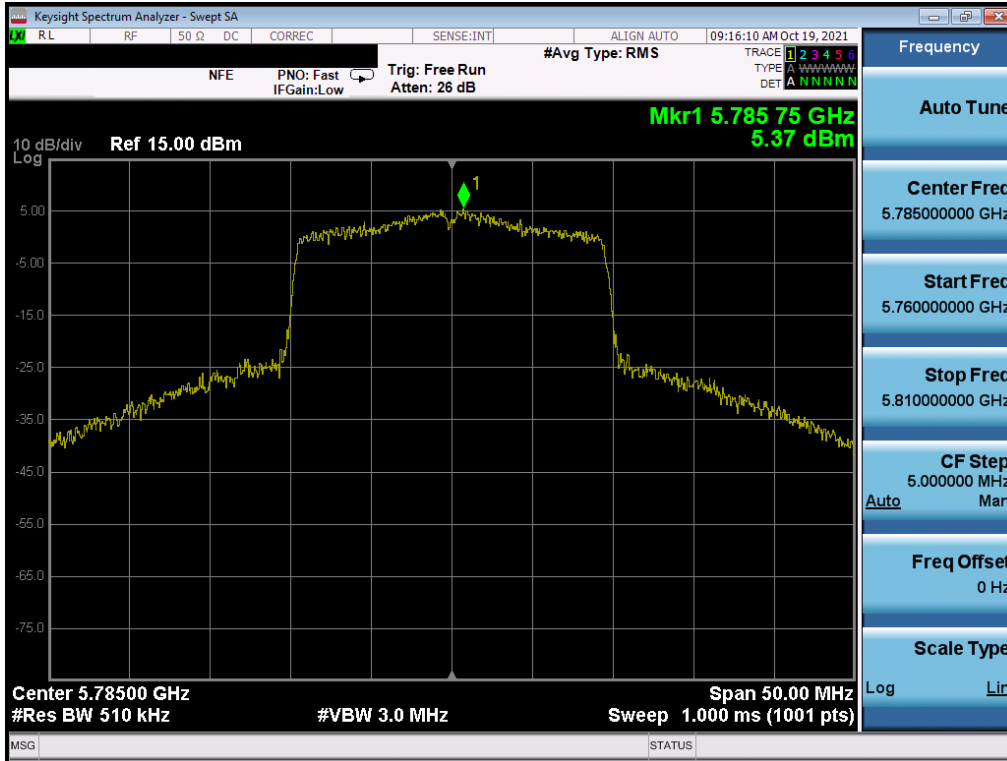 Keysight Spectrum Analyzer - Swept SA
LXI RL RF 50 Ω DC CORREC SENSE:INT ALIGN AUTO 09:16:10 AM Oct 19, 2021
#Avg Type: RMS TRACE 1 2 3 4 5 6
TYPE A WWWWW
DET A N N N N N
NFE PNO: Fast Trig: Free Run
IFGain:Low Atten: 26 dB
Mkr1 5.785 75 GHz
5.37 dBm
10 dB/div Ref 15.00 dBm
Log
1
5.00
-5.00
-15.0
-25.0
-35.0
-45.0
-55.0
-65.0
-75.0
Center 5.78500 GHz Span 50.00 MHz
#Res BW 510 kHz #VBW 3.0 MHz Sweep 1.000 ms (1001 pts)
MSG STATUS
Frequency
Auto Tune
Center Freq
5.785000000 GHz
Start Freq
5.760000000 GHz
Stop Freq
5.810000000 GHz
CF Step
5.000000 MHz
Auto Man
Freq Offset
0 Hz
Scale Type
Log Lin